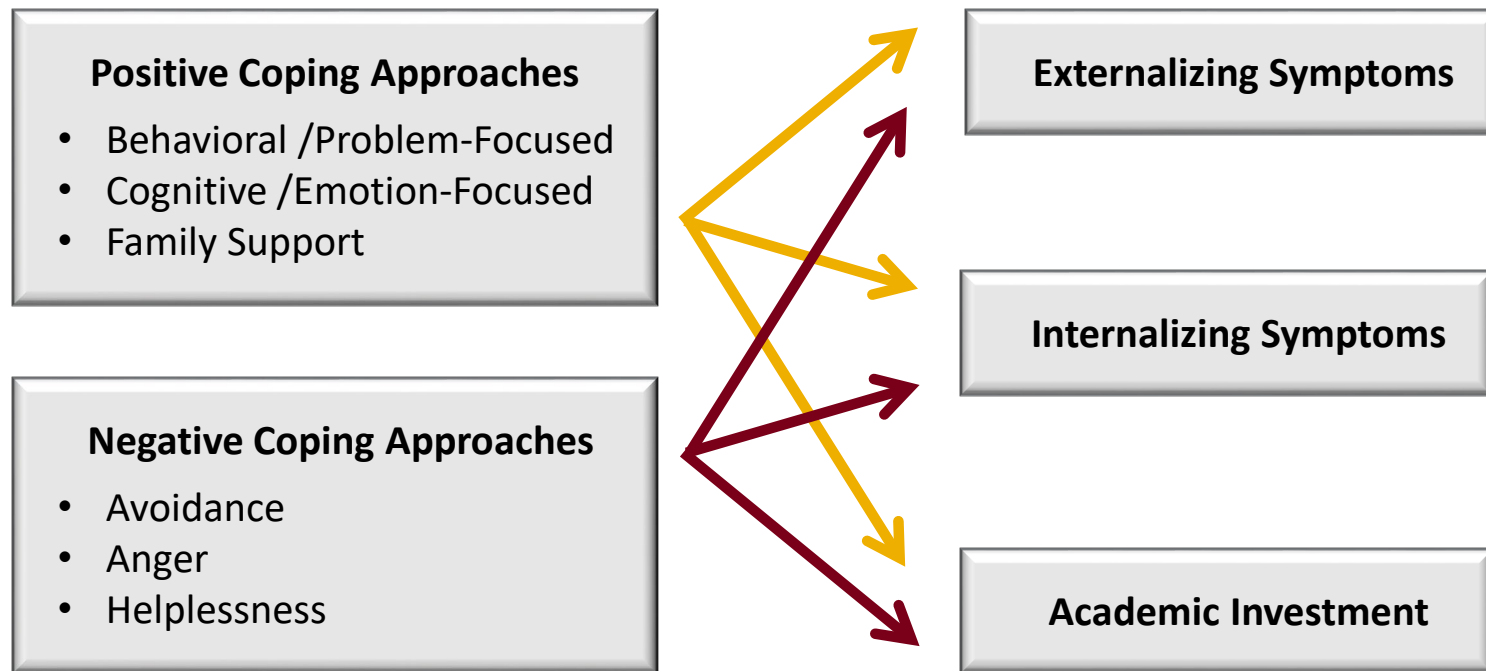 Positive Coping Approaches
• Behavioral /Problem-Focused
• Cognitive /Emotion-Focused
• Family Support
Negative Coping Approaches
• Avoidance
• Anger
• Helplessness
Externalizing Symptoms
Internalizing Symptoms
Academic Investment